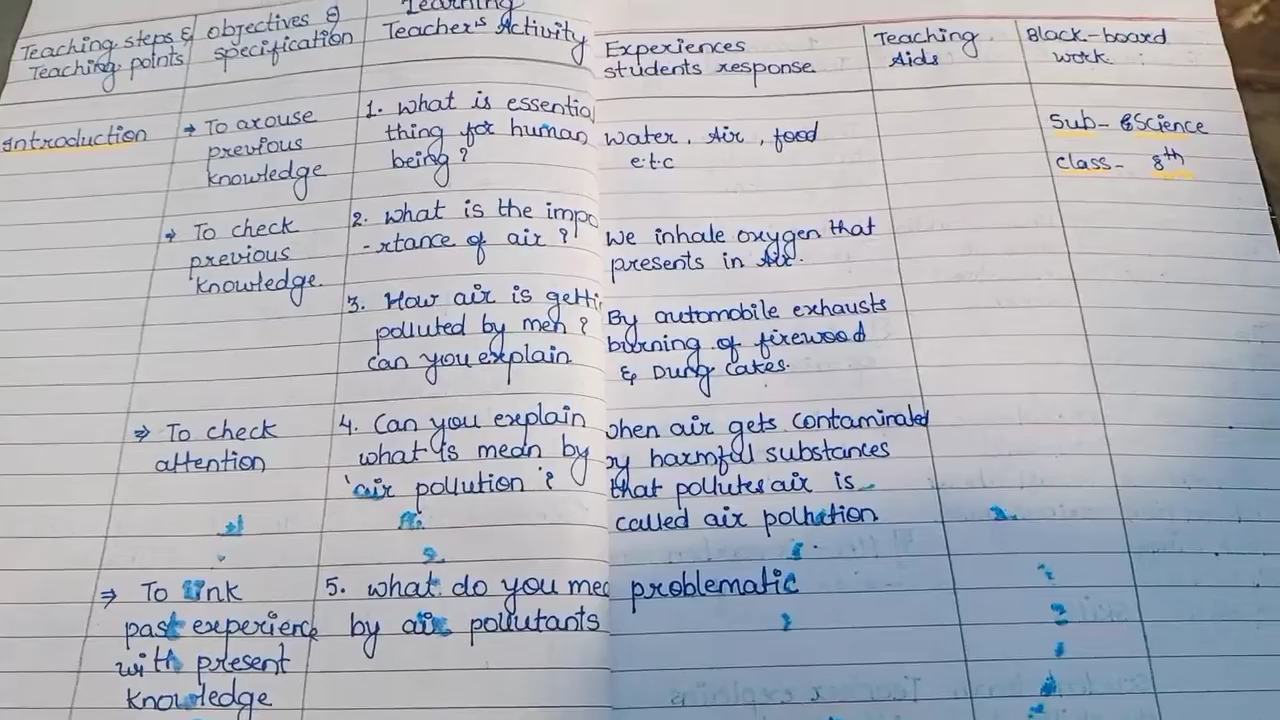 Learning
Teaching steps & Teaching points
objectives & specification
Teacher's Activity
Experiences students response
Teaching Aids
Black-board work :
Introduction
→ To arouse previous knowledge
1. What is essential thing for human being ?
water, Air, food e.t.c
Sub- Science
class- 8th
→ To check previous knowledge.
2. what is the impo-rtance of air ?
We inhale oxygen that presents in Air.
3. How air is getti polluted by men ? can you explain
By automobile exhausts burning of firewood & Dung cakes.
⇒ To check attention
4. Can you explain what is mean by 'air pollution ?
when air gets contaminated by harmful substances that pollutes air is called air pollution
⇒ To link past experience with present knowledge
5. what do you mea by air pollutants
problematic